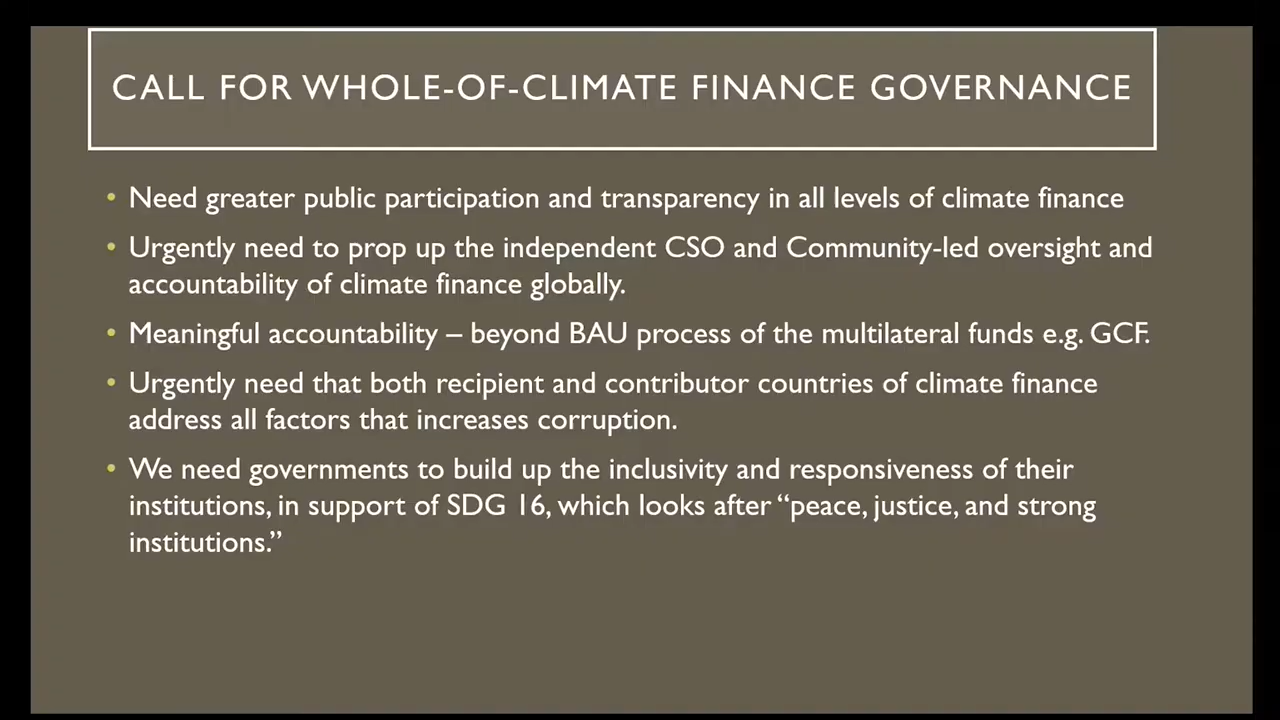 CALL FOR WHOLE-OF-CLIMATE FINANCE GOVERNANCE
• Need greater public participation and transparency in all levels of climate finance
• Urgently need to prop up the independent CSO and Community-led oversight and
accountability of climate finance globally.
• Meaningful accountability – beyond BAU process of the multilateral funds e.g. GCF.
• Urgently need that both recipient and contributor countries of climate finance
address all factors that increases corruption.
• We need governments to build up the inclusivity and responsiveness of their
institutions, in support of SDG 16, which looks after “peace, justice, and strong
institutions.”